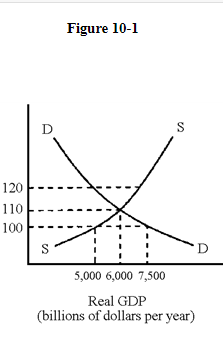 Figure 10-1
D
S
120
110
100
S
D
5,000 6,000 7,500
Real GDP
(billions of dollars per year)